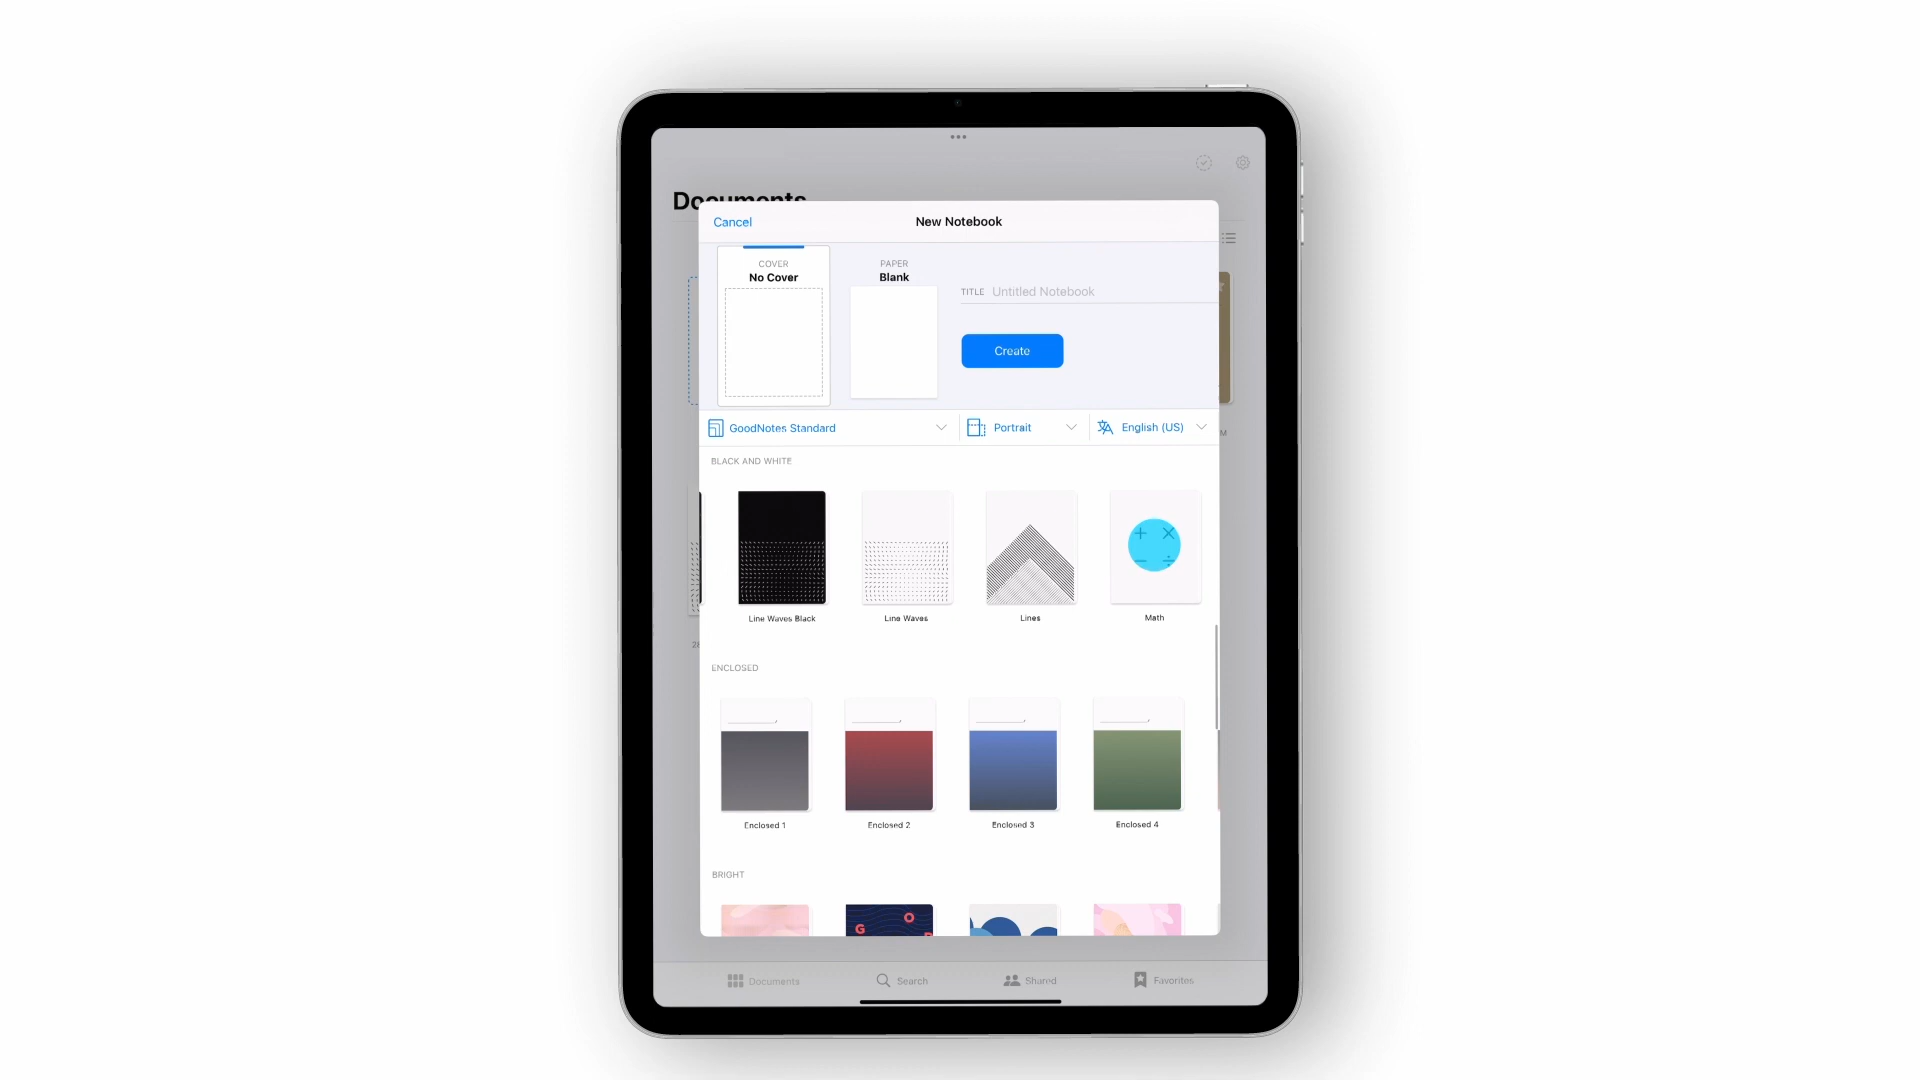 Documents
Cancel
New Notebook
COVER
No Cover
PAPER
Blank
TITLE Untitled Notebook
Create
GoodNotes Standard
Portrait
English (US)
BLACK AND WHITE
Line Waves Black
Line Waves
Lines
Math
ENCLOSED
Enclosed 1
Enclosed 2
Enclosed 3
Enclosed 4
BRIGHT
G O
Documents
Search
Shared
Favorites